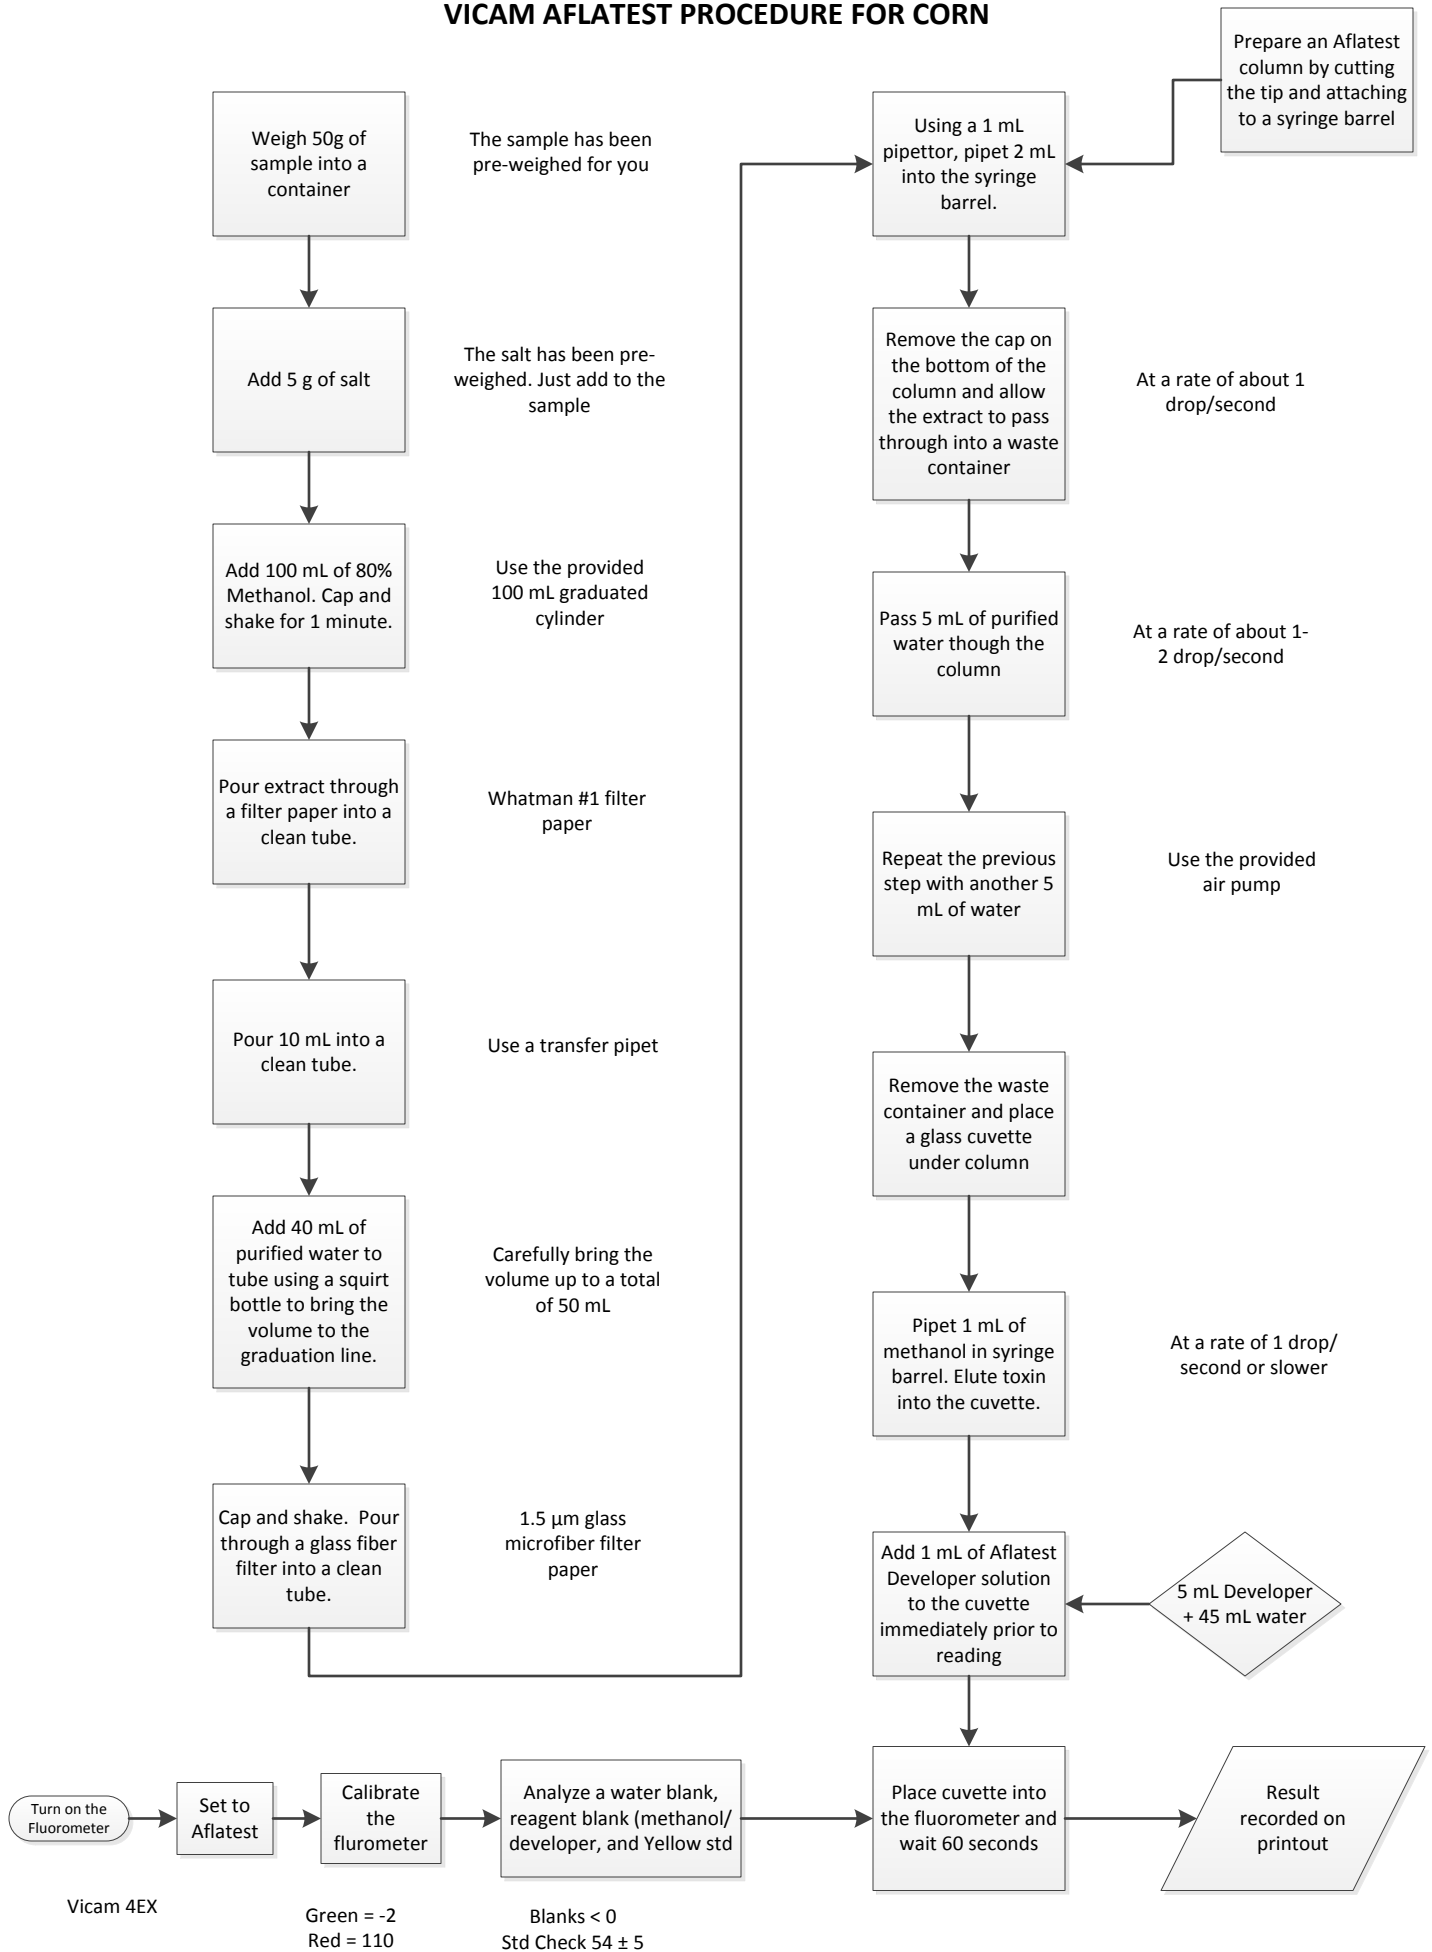 VICAM AFLATEST PROCEDURE FOR CORN
Weigh 50g of
sample into a
container
The sample has been
pre-weighed for you
Add 5 g of salt
The salt has been pre-
weighed. Just add to the
sample
Add 100 mL of 80%
Methanol. Cap and
shake for 1 minute.
Use the provided
100 mL graduated
cylinder
Pour extract through
a filter paper into a
clean tube.
Whatman #1 filter
paper
Pour 10 mL into a
clean tube.
Use a transfer pipet
Add 40 mL of
purified water to
tube using a squirt
bottle to bring the
volume to the
graduation line.
Carefully bring the
volume up to a total
of 50 mL
Cap and shake.  Pour
through a glass fiber
filter into a clean
tube.
1.5 µm glass
microfiber filter
paper
Prepare an Aflatest
column by cutting
the tip and attaching
to a syringe barrel
Using a 1 mL
pipettor, pipet 2 mL
into the syringe
barrel.
Remove the cap on
the bottom of the
column and allow
the extract to pass
through into a waste
container
At a rate of about 1
drop/second
Pass 5 mL of purified
water though the
column
At a rate of about 1-
2 drop/second
Repeat the previous
step with another 5
mL of water
Use the provided
air pump
Remove the waste
container and place
a glass cuvette
under column
Pipet 1 mL of
methanol in syringe
barrel. Elute toxin
into the cuvette.
At a rate of 1 drop/
second or slower
Add 1 mL of Aflatest
Developer solution
to the cuvette
immediately prior to
reading
5 mL Developer
+ 45 mL water
Turn on the
Fluorometer
Vicam 4EX
Set to
Aflatest
Calibrate
the
flurometer
Green = -2
Red = 110
Analyze a water blank,
reagent blank (methanol/
developer, and Yellow std
Blanks < 0
Std Check 54 ± 5
Place cuvette into
the fluorometer and
wait 60 seconds
Result
recorded on
printout